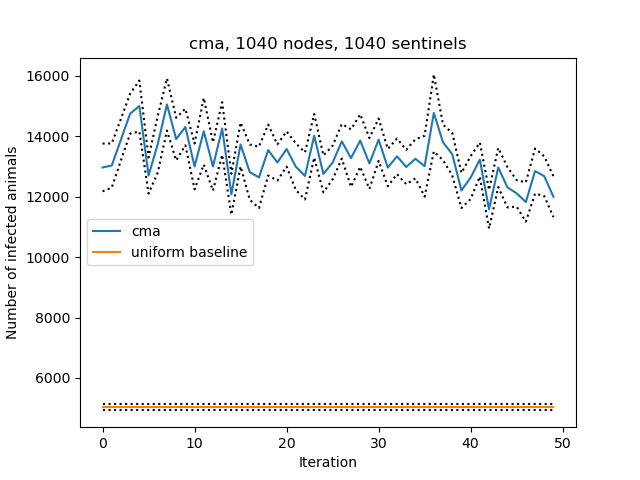 cma, 1040 nodes, 1040 sentinels
16000
14000
12000
10000
8000
6000
Number of infected animals
cma
uniform baseline
0 10 20 30 40 50
Iteration